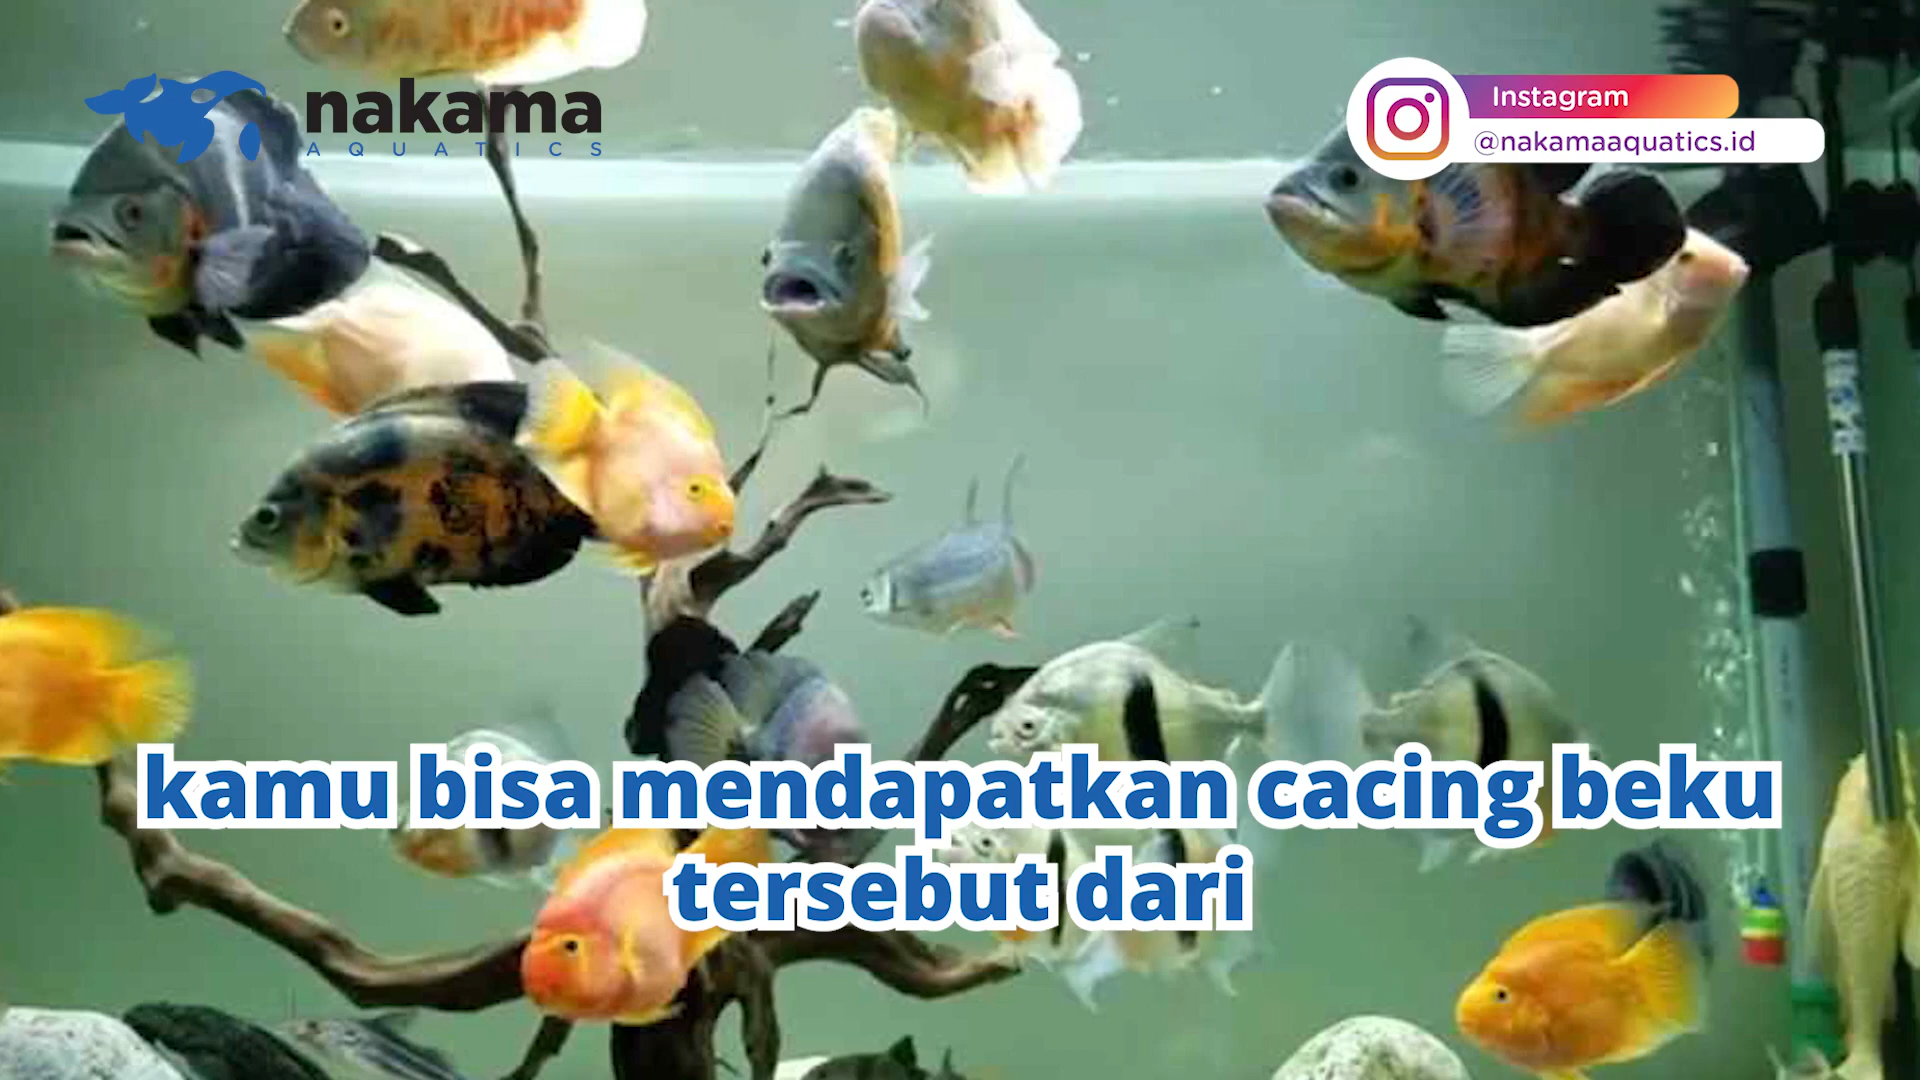 nakama
AQUATICS
Instagram
@nakamaaquatics.id
kamu bisa mendapatkan cacing beku
tersebut dari